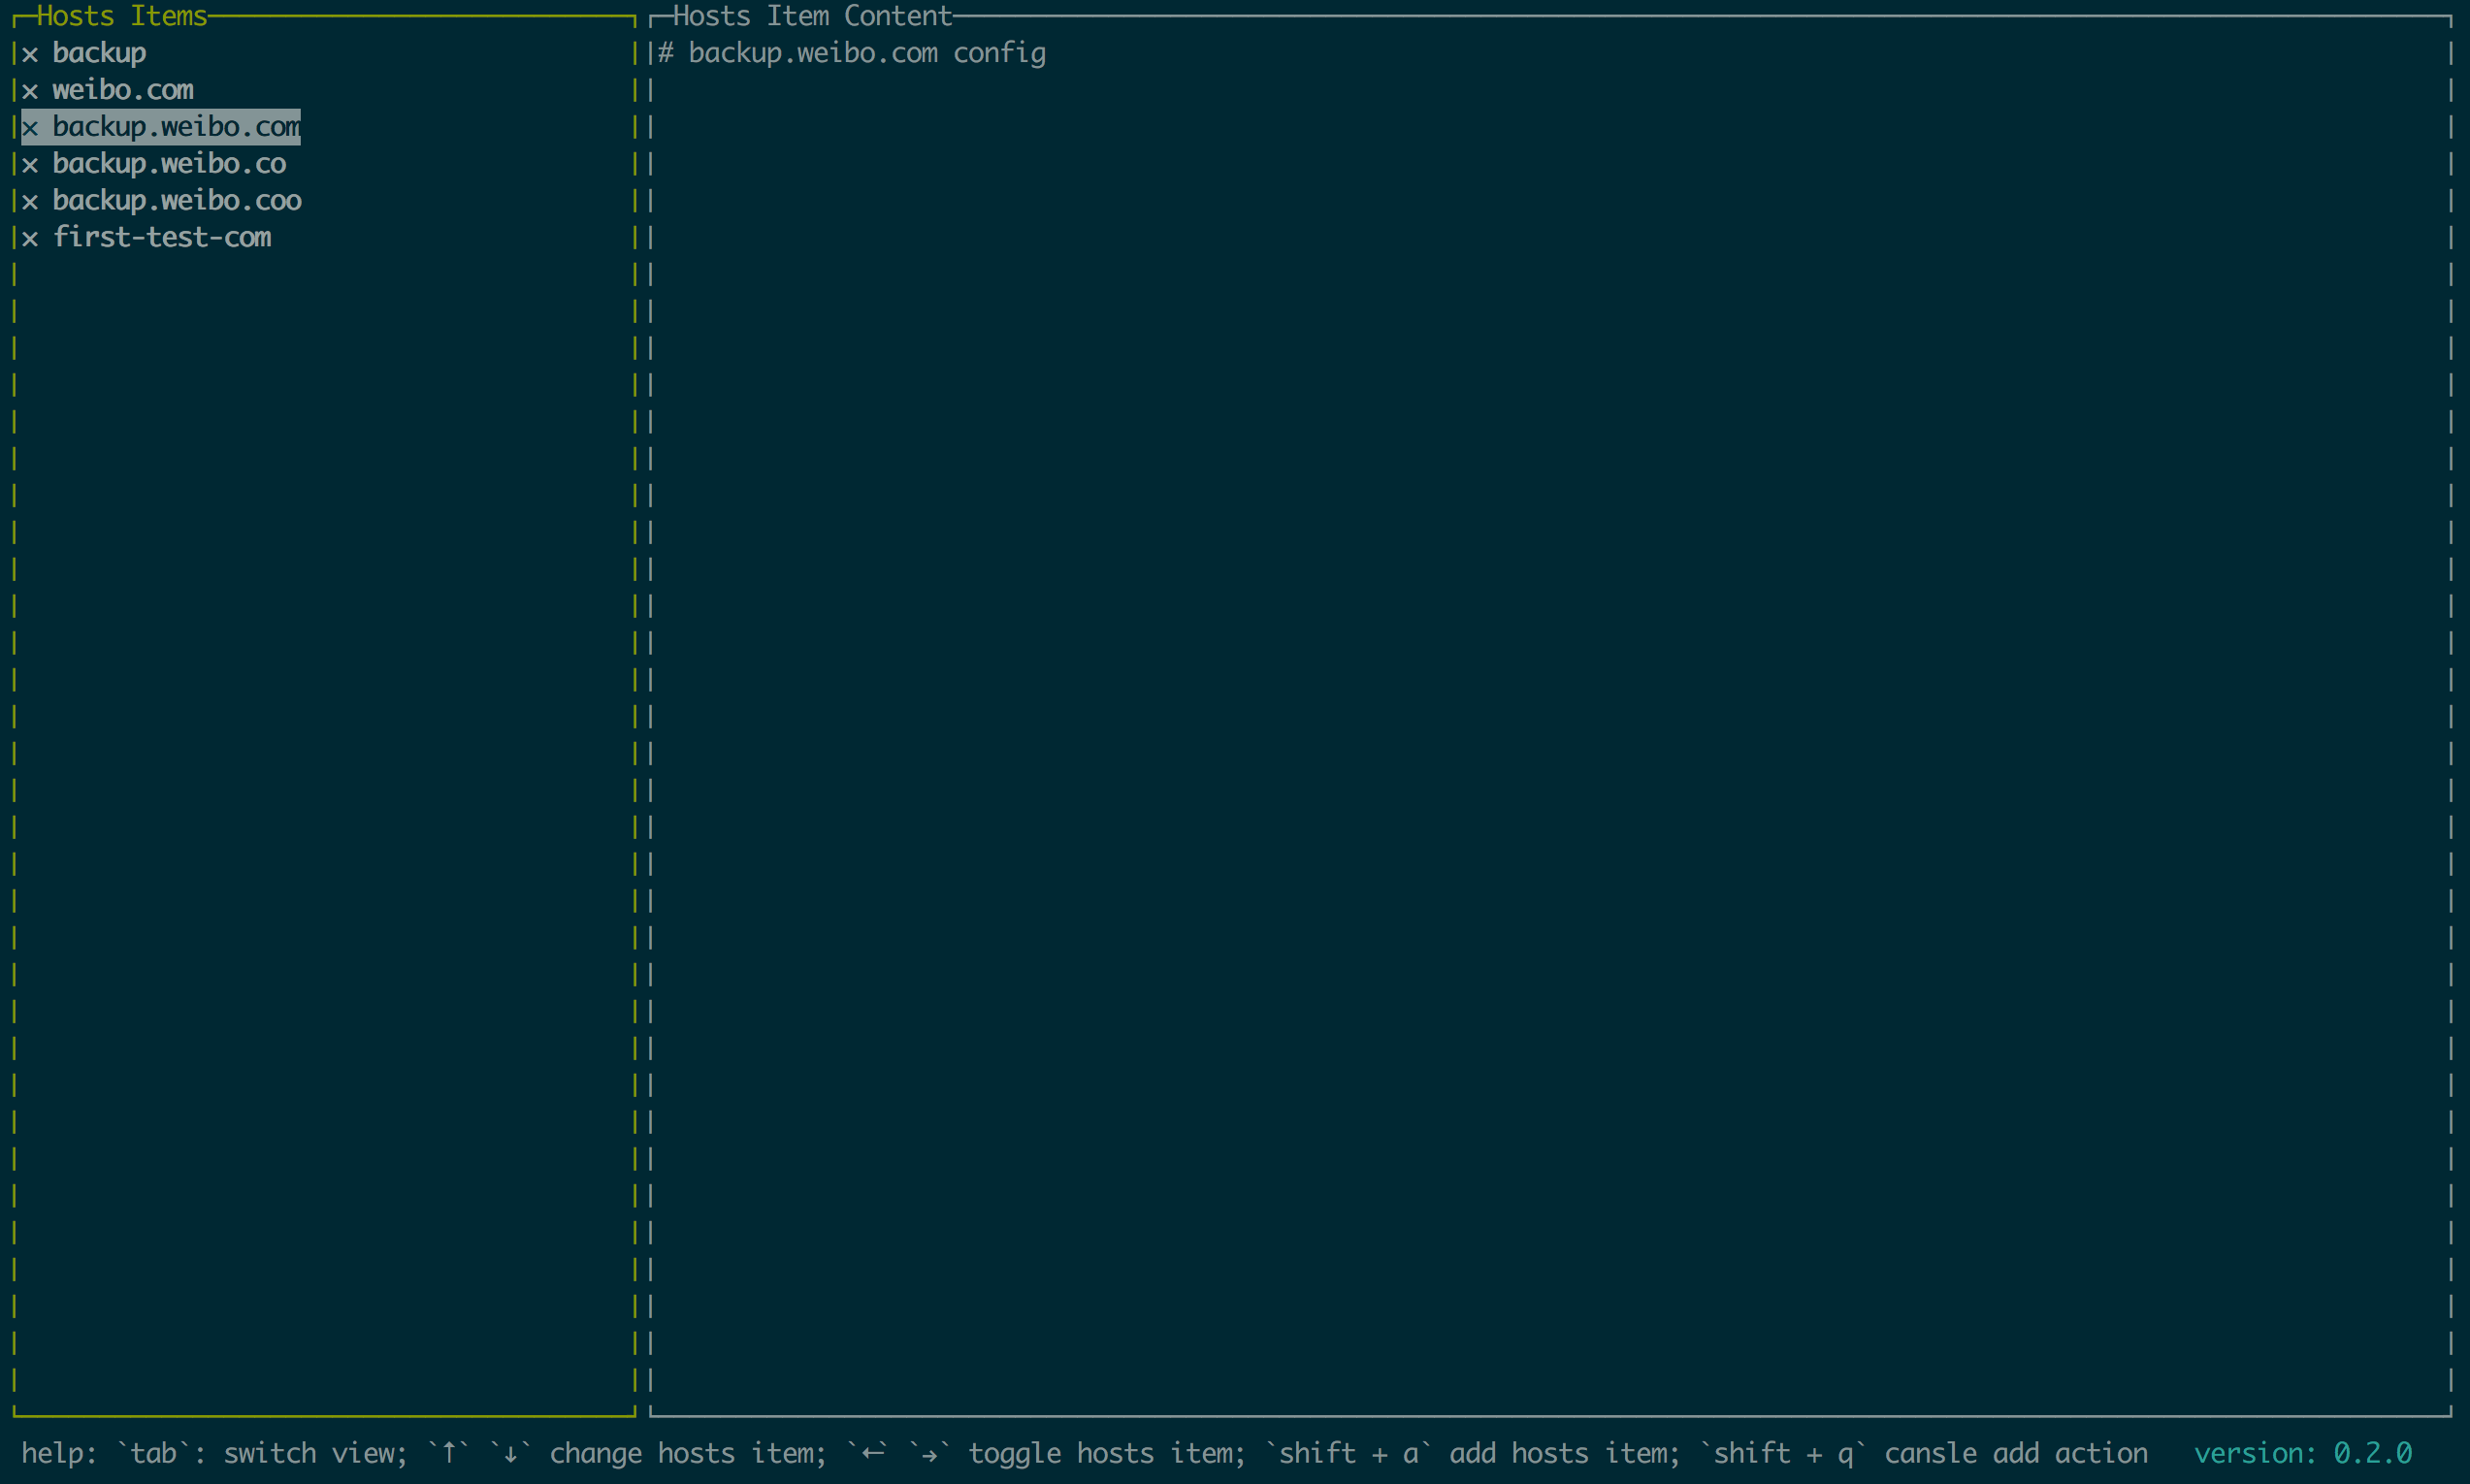 Hosts Items
× backup
× weibo.com
× backup.weibo.com
× backup.weibo.co
× backup.weibo.coo
× first-test-com
Hosts Item Content
# backup.weibo.com config
help: `tab`: switch view; `↑` `↓` change hosts item; `←` `→` toggle hosts item; `shift + a` add hosts item; `shift + q` cansle add action version: 0.2.0